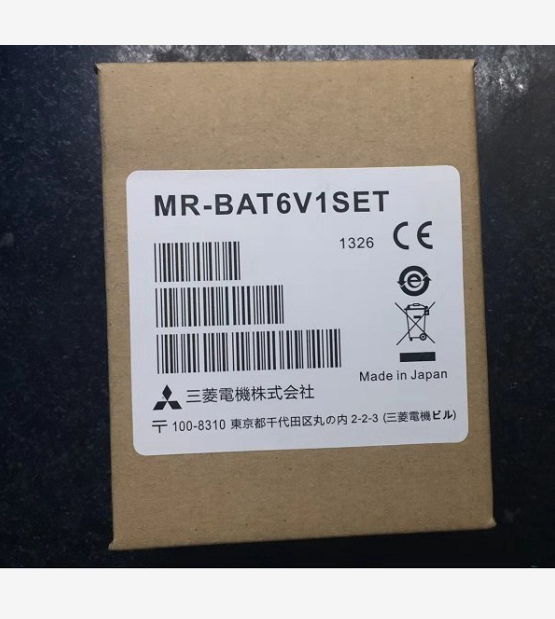 MR-BAT6V1SET
1326 CE
Made in Japan
三菱電機株式会社
〒 100-8310 東京都千代田区丸の内 2-2-3 (三菱電機ビル)